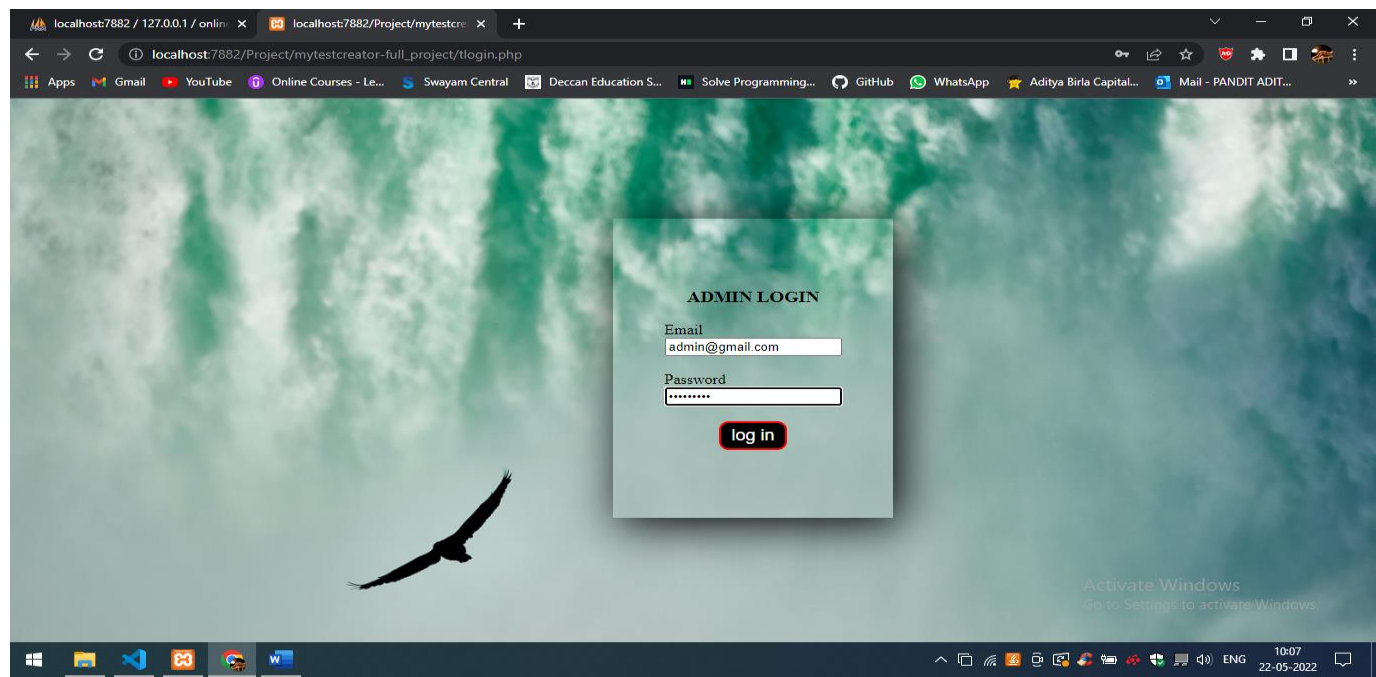 localhost:7882 / 127.0.0.1 / onlin
localhost:7882/Project/mytestcre
localhost:7882/Project/mytestcreator-full_project/tlogin.php
Apps
Gmail
YouTube
Online Courses - Le...
Swayam Central
Deccan Education S...
Solve Programming...
GitHub
WhatsApp
Aditya Birla Capital...
Mail - PANDIT ADIT...
ADMIN LOGIN
Email
admin@gmail.com
Password
•••••••••
log in
Activate Windows
Go to Settings to activate Windows.
ENG
10:07
22-05-2022